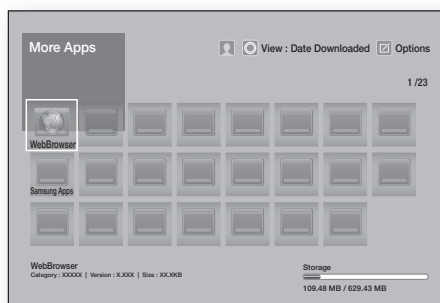 More Apps
View : Date Downloaded Options
1 /23
WebBrowser
Samsung Apps
WebBrowser
Category : XXXXX | Version : X.XXX | Size : XX.XKB
Storage
109.48 MB / 629.43 MB